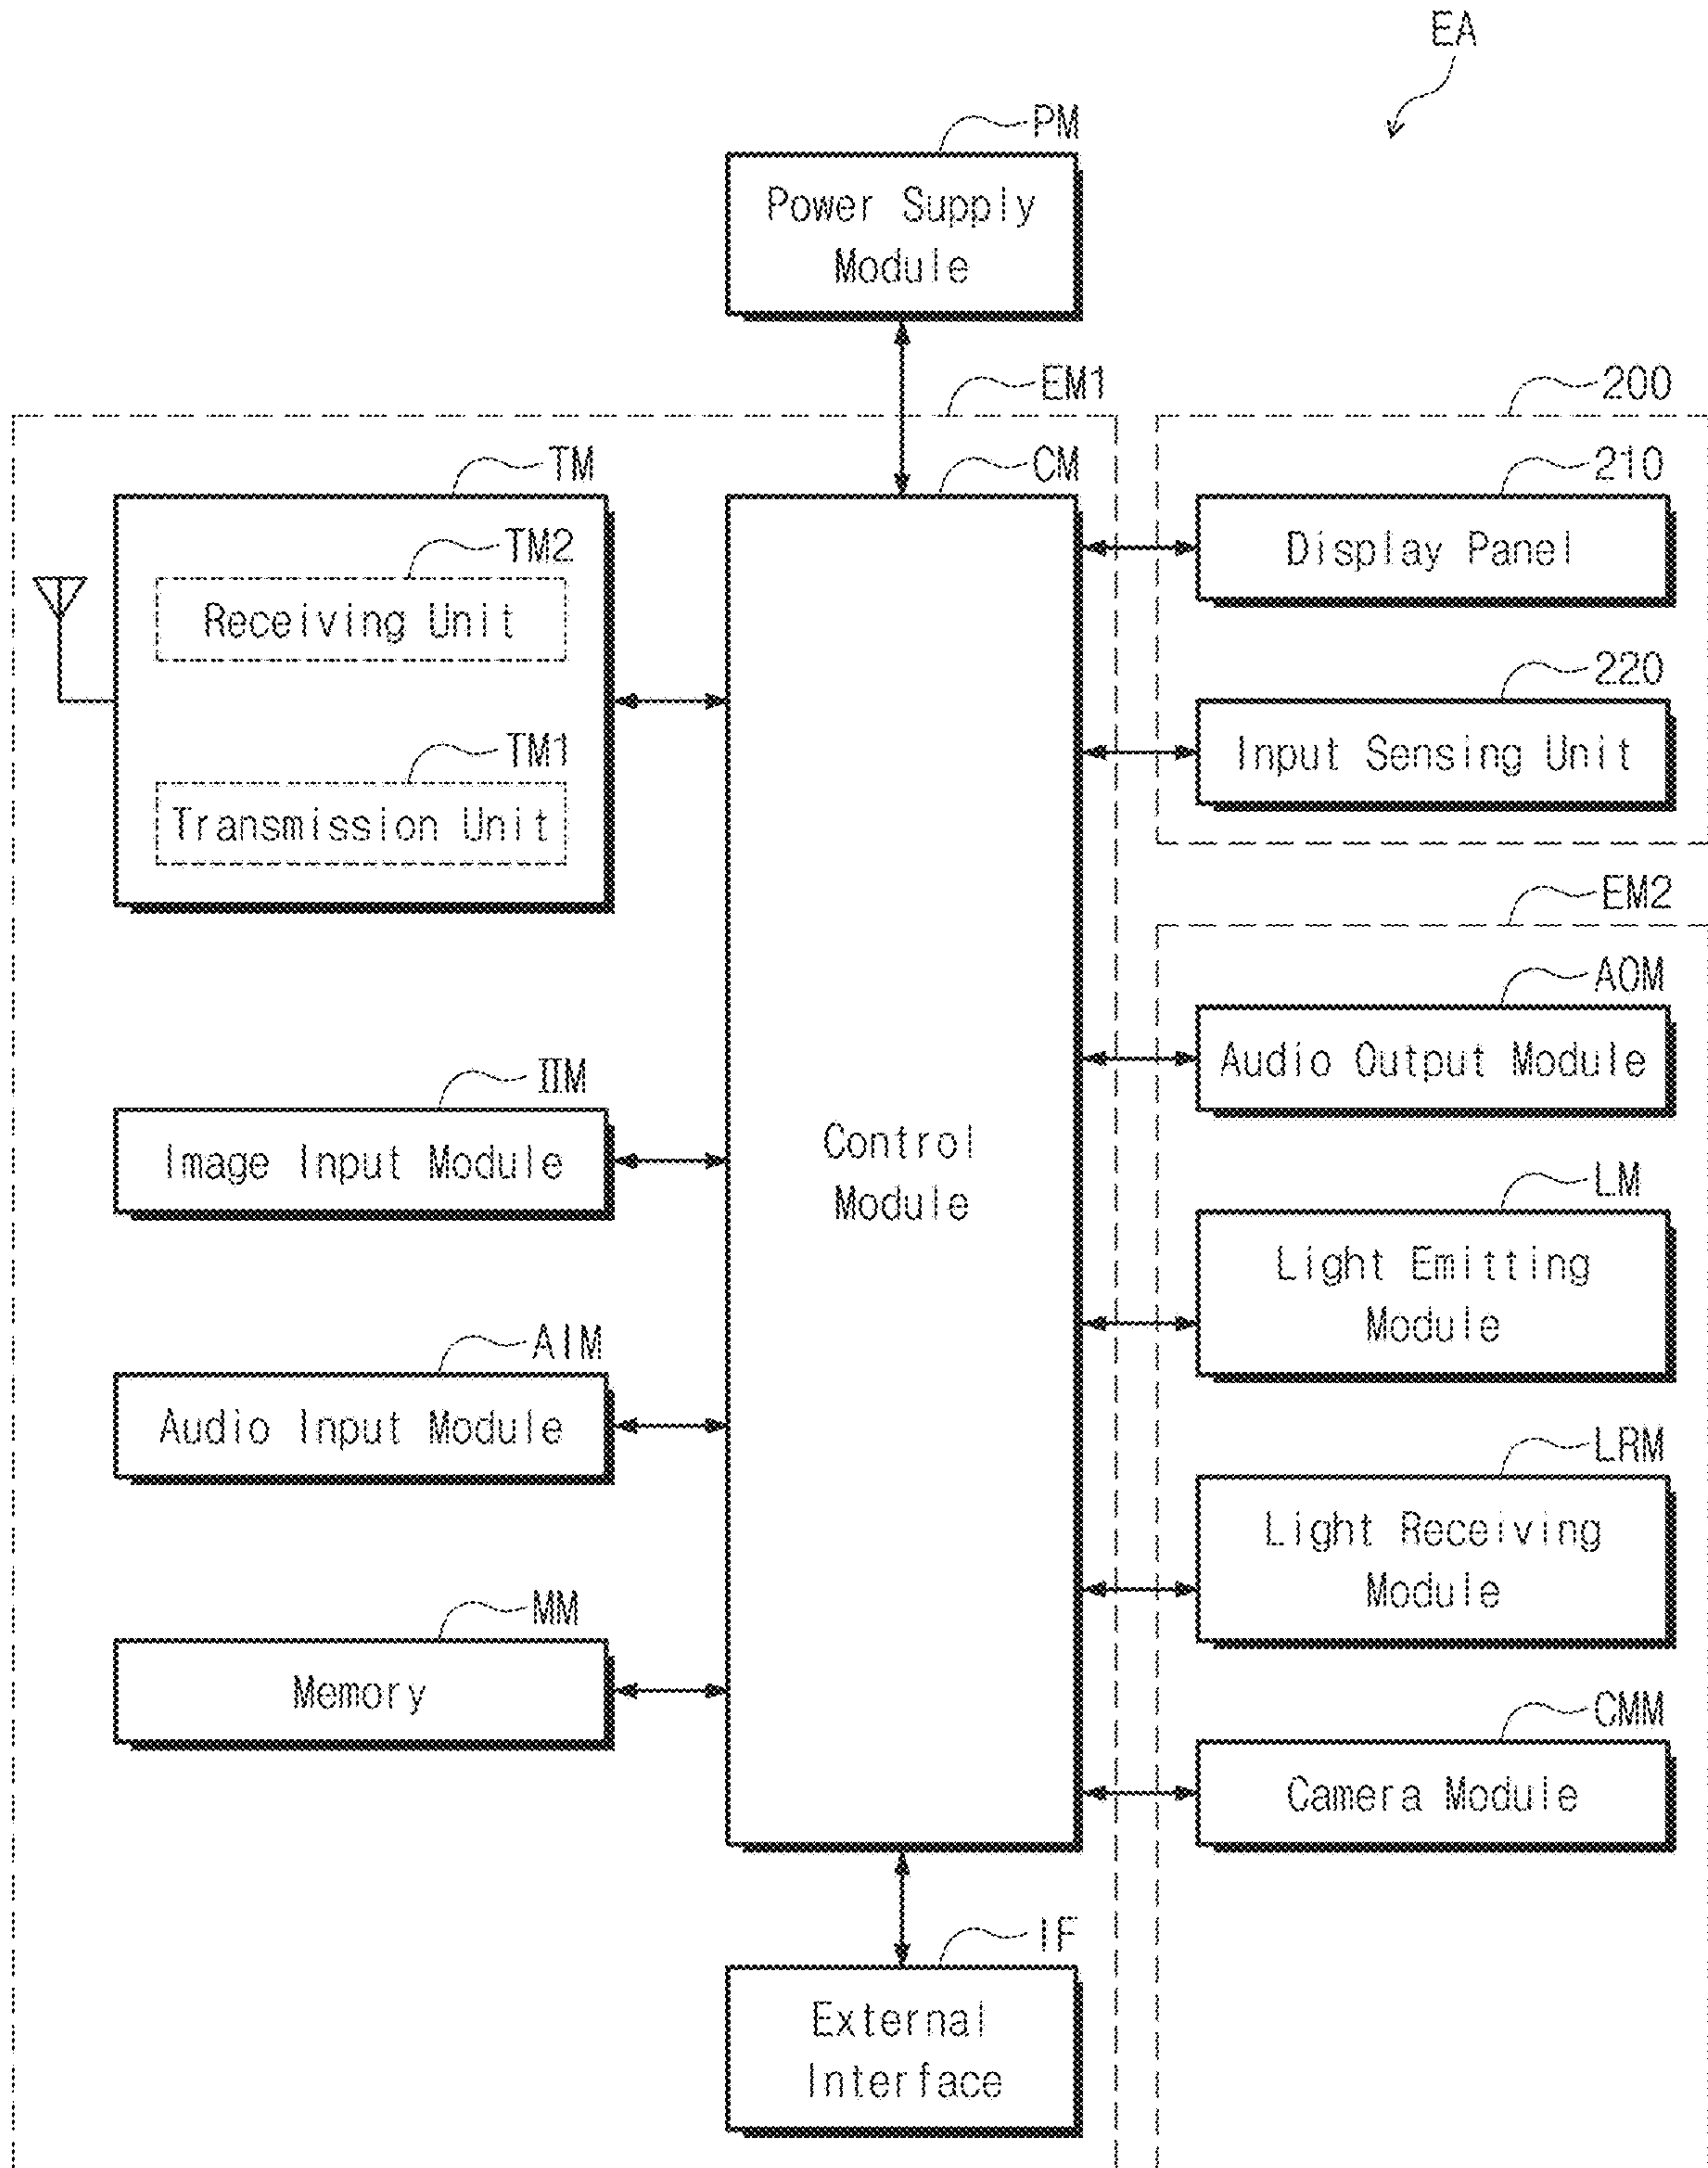 EA
PM
Power Supply
Module
EM1
200
TM
CM
210
TM2
Display Panel
Receiving Unit
220
TM1
Input Sensing Unit
Transmission Unit
EM2
AOM
Audio Output Module
IIM
Image Input Module
Control
Module
LM
Light Emitting
Module
AIM
Audio Input Module
LRM
Light Receiving
Module
MM
Memory
CMM
Camera Module
IF
External
Interface